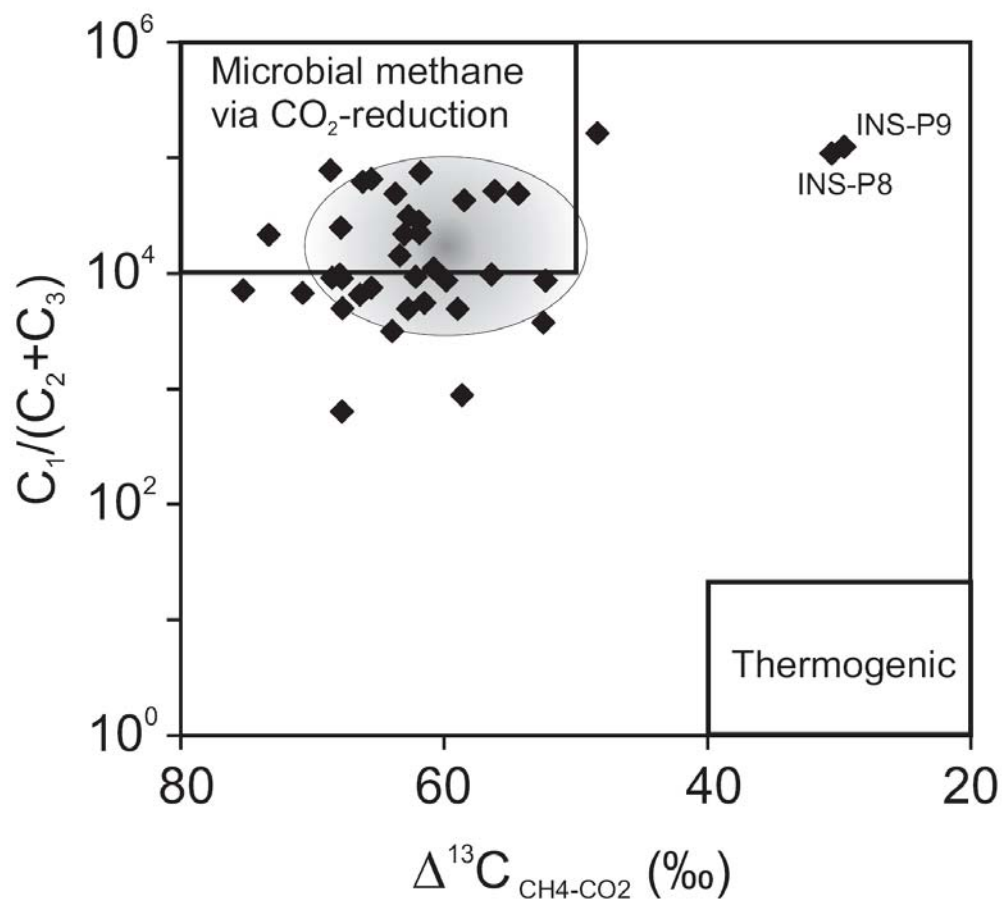 10⁶
Microbial methane
via CO₂-reduction
INS-P9
INS-P8
10⁴
C₁/(C₂+C₃)
10²
Thermogenic
10⁰
80 60 40 20
Δ¹³C CH4-CO2 (‰)